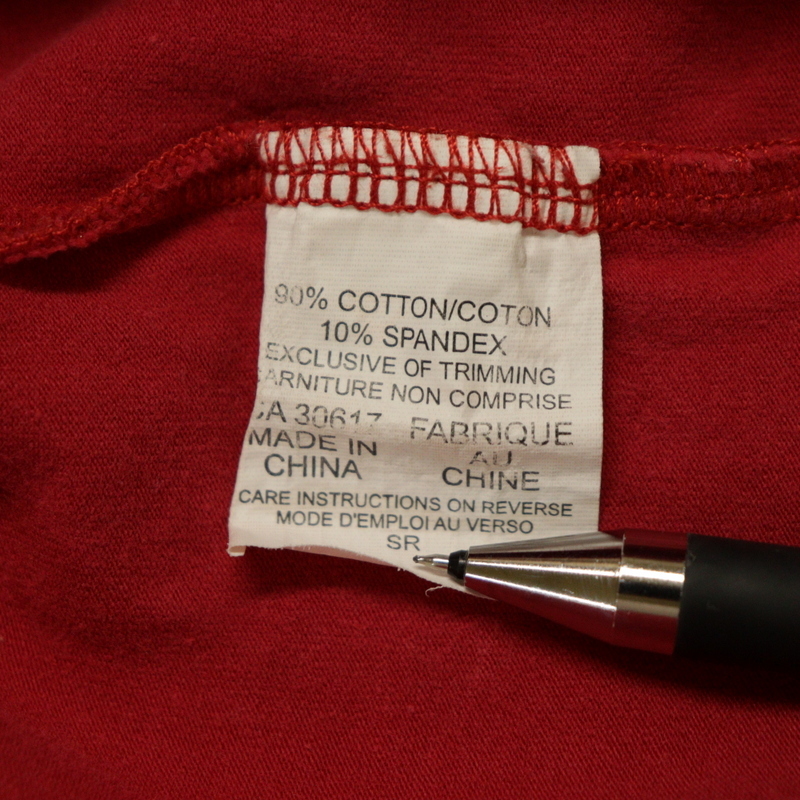 90% COTTON/COTON
10% SPANDEX
EXCLUSIVE OF TRIMMING
GARNITURE NON COMPRISE
CA 30617
MADE IN
CHINA
FABRIQUE
AU
CHINE
CARE INSTRUCTIONS ON REVERSE
MODE D'EMPLOI AU VERSO
SR